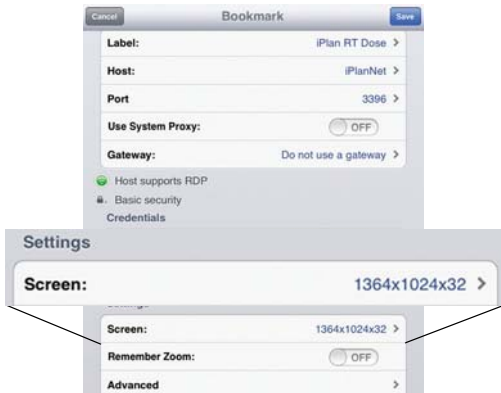 Cancel Bookmark Save
Label: iPlan RT Dose >
Host: iPlanNet >
Port 3396 >
Use System Proxy: OFF
Gateway: Do not use a gateway >
Host supports RDP
Basic security
Credentials
Settings
Screen: 1364x1024x32 >
Screen: 1364x1024x32 >
Remember Zoom: OFF
Advanced >